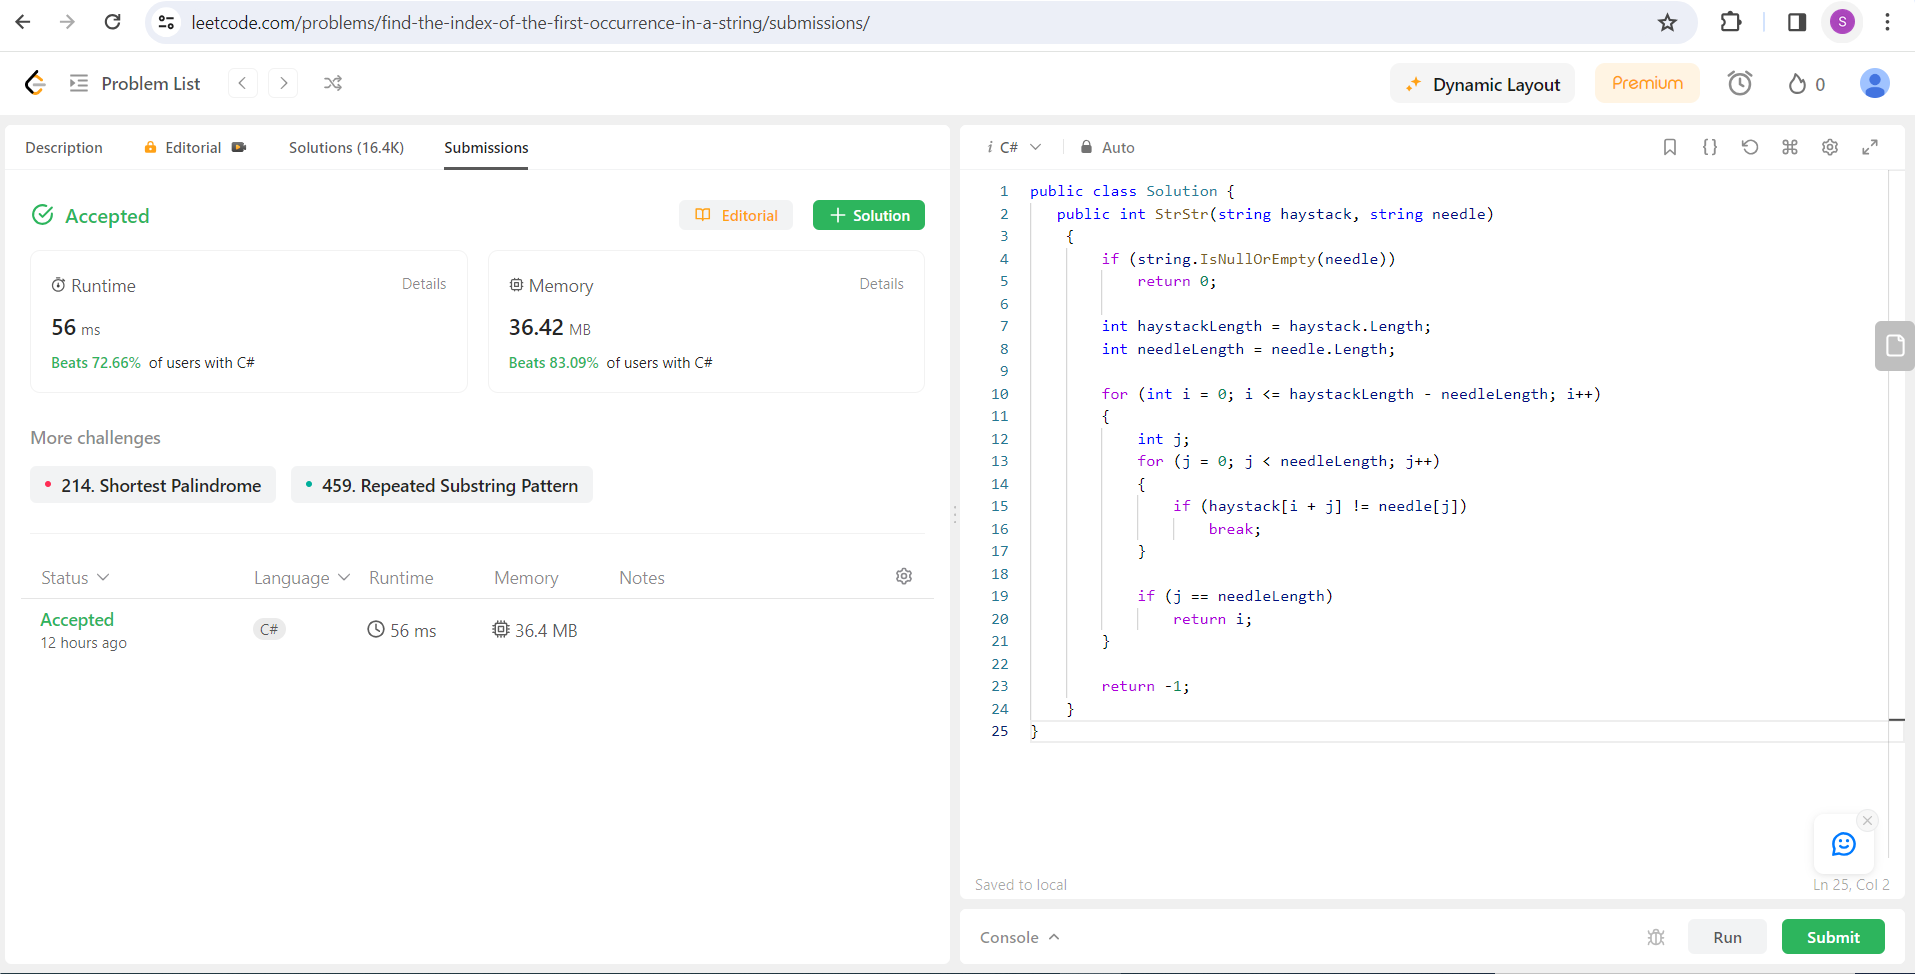 leetcode.com/problems/find-the-index-of-the-first-occurrence-in-a-string/submissions/
S
Problem List
Dynamic Layout
Premium
0
Description
Editorial
Solutions (16.4K)
Submissions
Accepted
Editorial
+ Solution
Runtime
Details
56 ms
Beats 72.66% of users with C#
Memory
Details
36.42 MB
Beats 83.09% of users with C#
More challenges
214. Shortest Palindrome
459. Repeated Substring Pattern
Status Language Runtime Memory Notes
Accepted
12 hours ago
C#
56 ms
36.4 MB
i C#
Auto
1 public class Solution {
2 public int StrStr(string haystack, string needle)
3 {
4 if (string.IsNullOrEmpty(needle))
5 return 0;
6
7 int haystackLength = haystack.Length;
8 int needleLength = needle.Length;
9
10 for (int i = 0; i <= haystackLength - needleLength; i++)
11 {
12 int j;
13 for (j = 0; j < needleLength; j++)
14 {
15 if (haystack[i + j] != needle[j])
16 break;
17 }
18
19 if (j == needleLength)
20 return i;
21 }
22
23 return -1;
24 }
25 }
Saved to local
Ln 25, Col 2
Console
Run
Submit